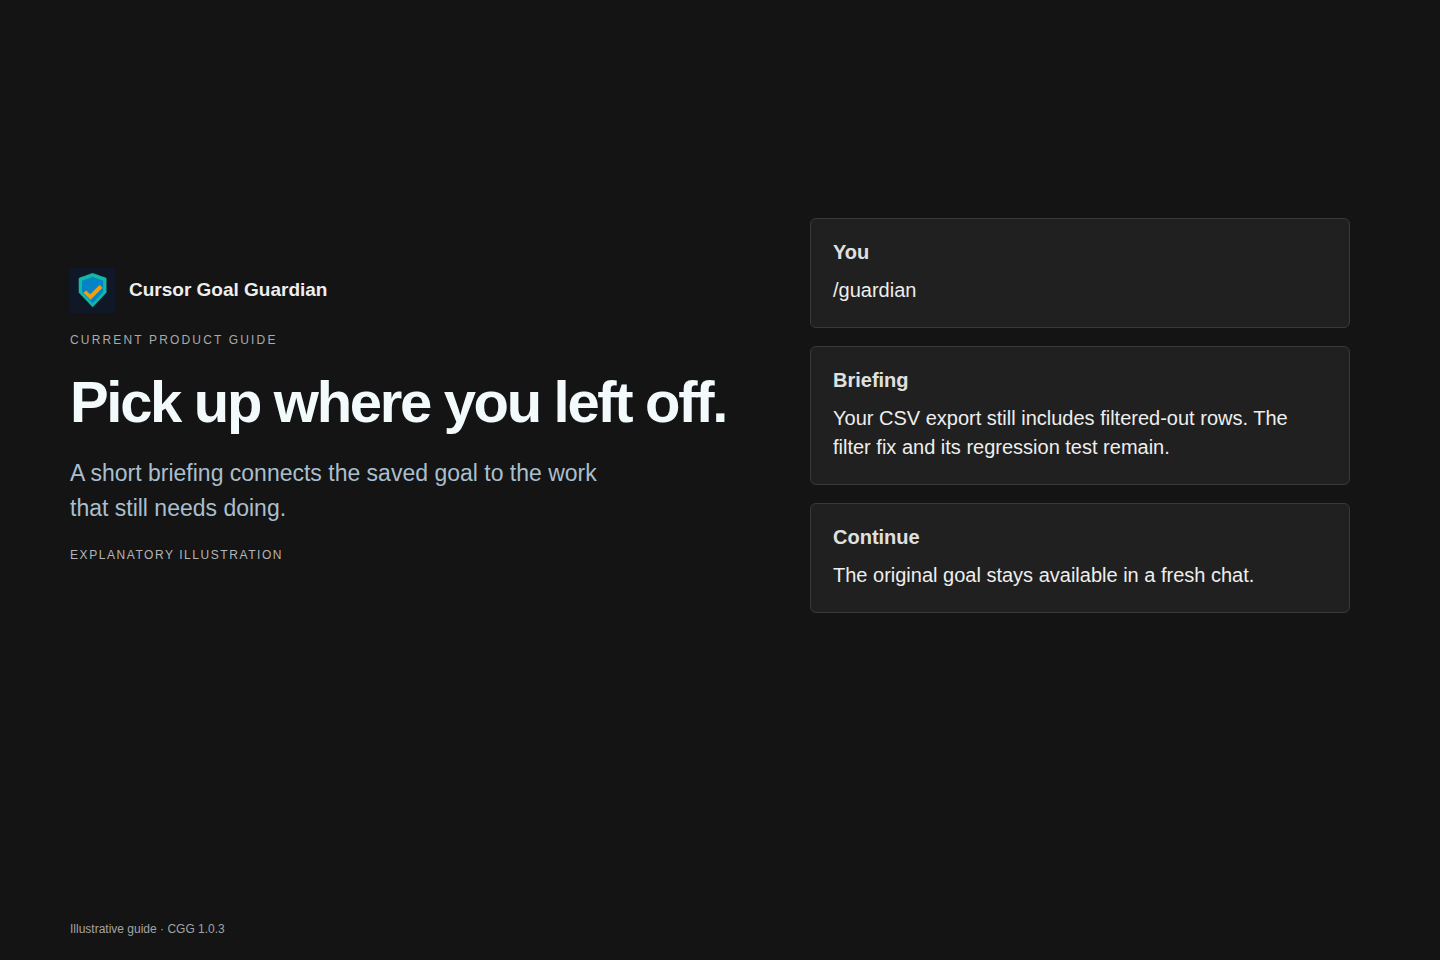 Cursor Goal Guardian
CURRENT PRODUCT GUIDE
Pick up where you left off.
A short briefing connects the saved goal to the work
that still needs doing.
EXPLANATORY ILLUSTRATION
You
/guardian
Briefing
Your CSV export still includes filtered-out rows. The
filter fix and its regression test remain.
Continue
The original goal stays available in a fresh chat.
Illustrative guide · CGG 1.0.3